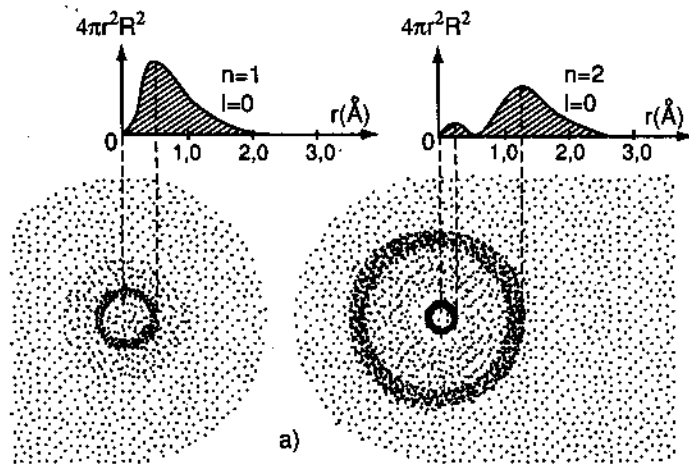 4πr²R²
n=1
l=0
r(Å)
0
1,0
2,0
3,0
4πr²R²
n=2
l=0
r(Å)
0
1,0
2,0
3,0
a)